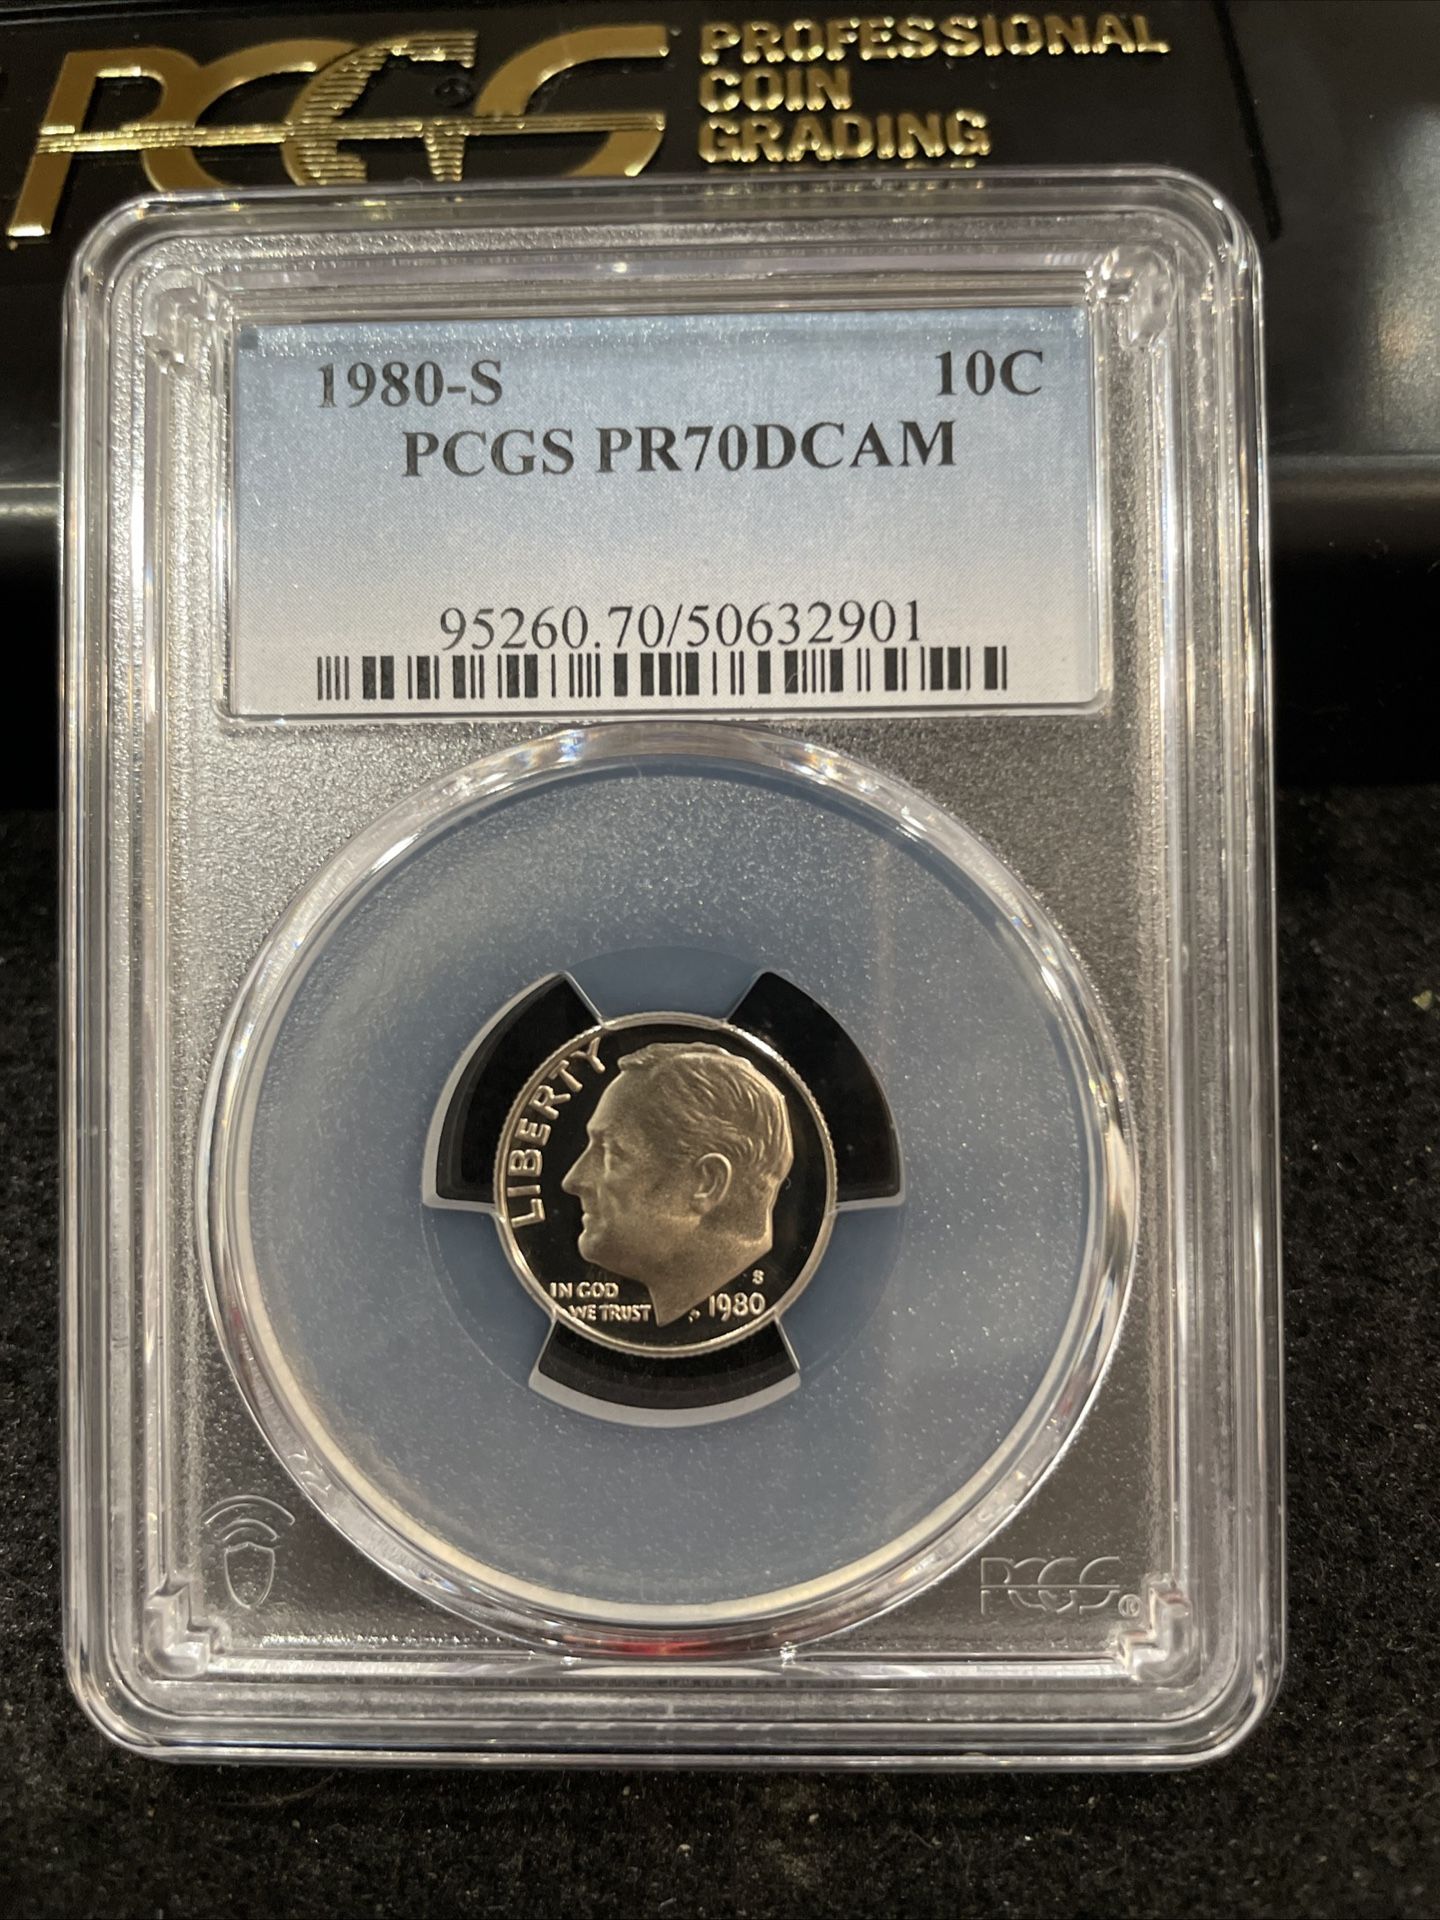 PCGS
PROFESSIONAL
COIN
GRADING
1980-S 10C
PCGS PR70DCAM
95260.70/50632901
LIBERTY
IN GOD
WE TRUST
S
1980
PCGS®